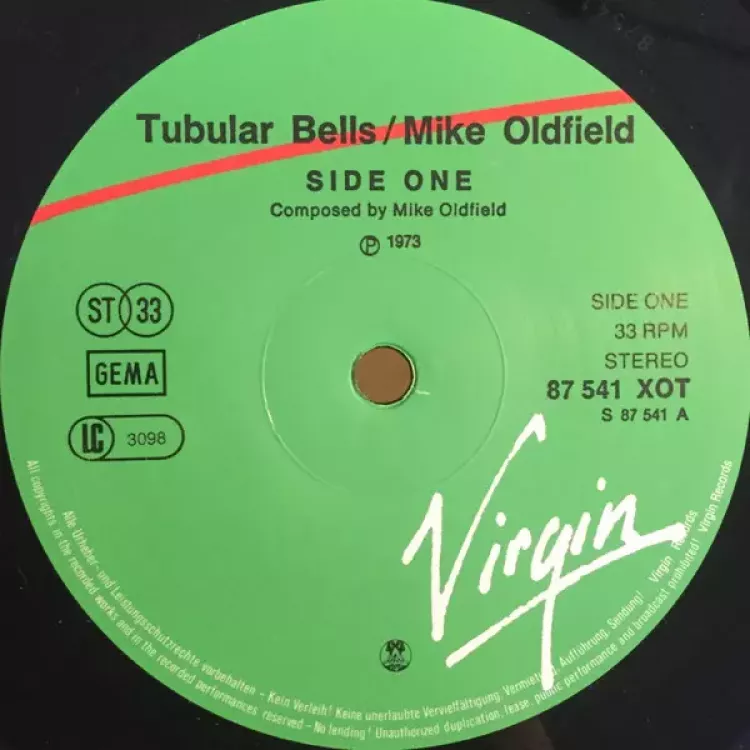 Tubular Bells / Mike Oldfield
SIDE ONE
Composed by Mike Oldfield
℗ 1973
ST 33
GEMA
LC 3098
SIDE ONE
33 RPM
STEREO
87 541 XOT
S 87 541 A
Virgin
Alle Urheber- und Leistungsschutzrechte vorbehalten – Kein Verleih! Keine unerlaubte Vervielfältigung, Vermietung, Aufführung, Sendung! Virgin Records
All copyrights in the recorded works and in the recorded performances reserved – No lending! Unauthorized duplication, lease, public performance and broadcast prohibited! Virgin Records